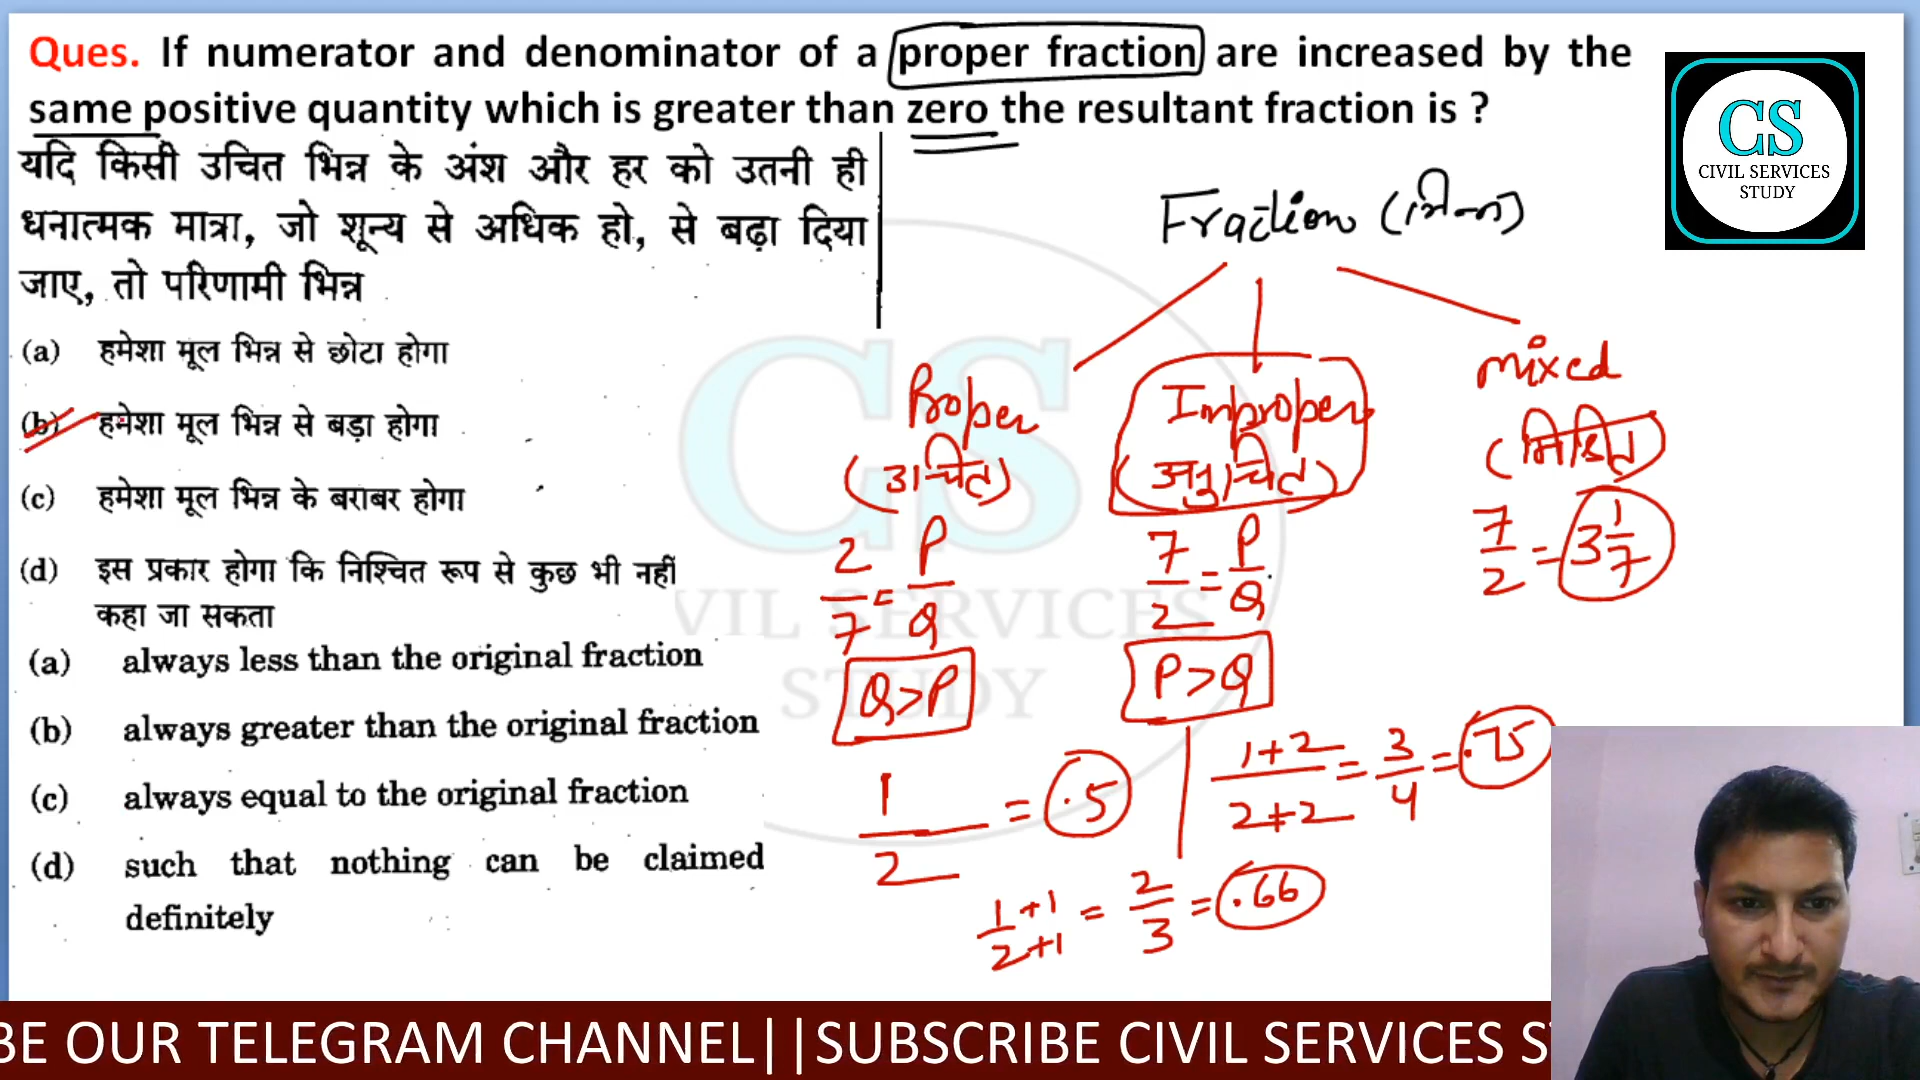 Ques. If numerator and denominator of a proper fraction are increased by the
same positive quantity which is greater than zero the resultant fraction is ?
यदि किसी उचित भिन्न के अंश और हर को उतनी ही
धनात्मक मात्रा, जो शून्य से अधिक हो, से बढ़ा दिया
जाए, तो परिणामी भिन्न
(a) हमेशा मूल भिन्न से छोटा होगा
(b) हमेशा मूल भिन्न से बड़ा होगा
(c) हमेशा मूल भिन्न के बराबर होगा
(d) इस प्रकार होगा कि निश्चित रूप से कुछ भी नहीं
कहा जा सकता
(a) always less than the original fraction
(b) always greater than the original fraction
(c) always equal to the original fraction
(d) such that nothing can be claimed
definitely
Fraction (भिन्न)
Proper
(उचित)
2/7 = P/Q
Q>P
Improper
(अनुचित)
7/2 = P/Q
P>Q
mixed
(मिश्रित)
7/2 = 3 1/7
1/2 = .5
1+2/2+2 = 3/4 = .75
1+1/2+1 = 2/3 = .66
CS
CIVIL SERVICES
STUDY
CS
VIL SERVICES
STUDY
BE OUR TELEGRAM CHANNEL||SUBSCRIBE CIVIL SERVICES S